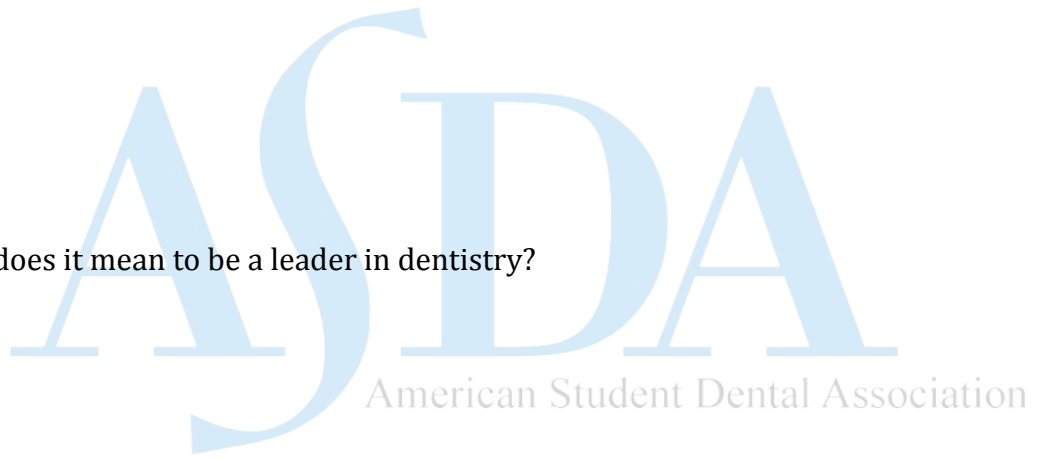 ASDA
does it mean to be a leader in dentistry?
American Student Dental Association